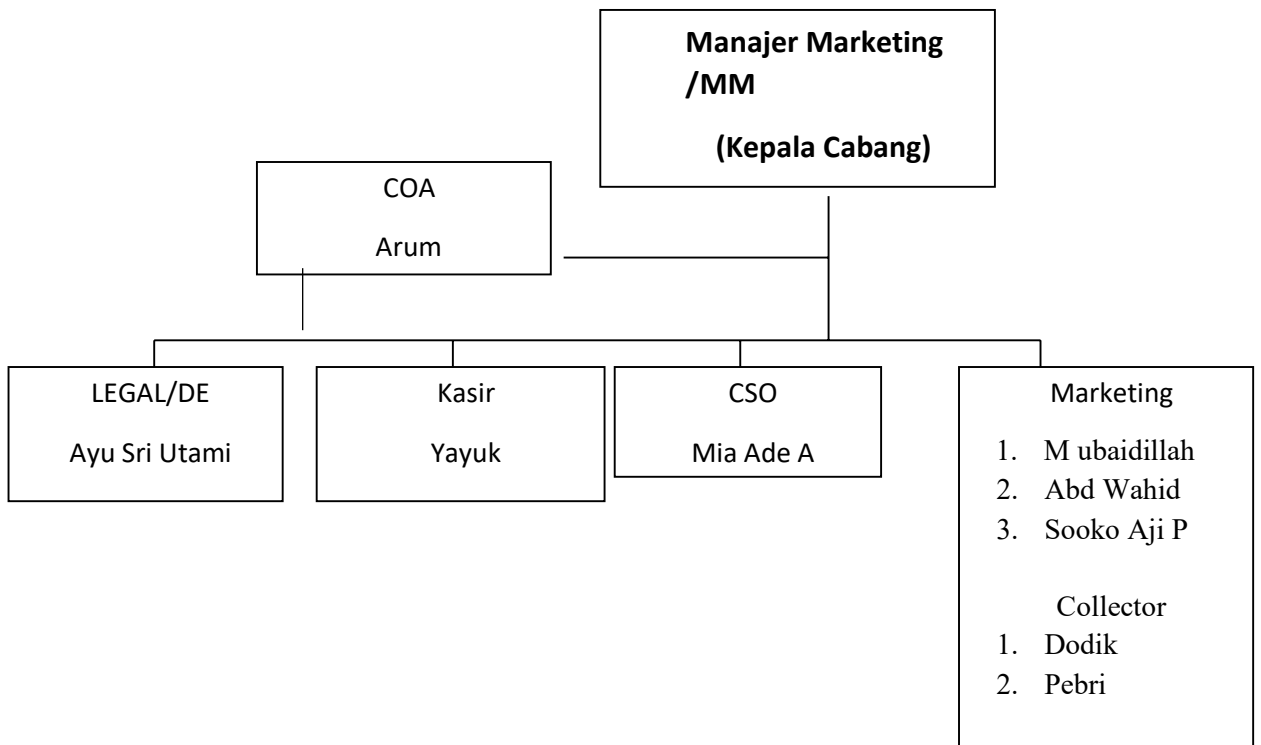 Manajer Marketing
/MM
(Kepala Cabang)
COA
Arum
LEGAL/DE
Ayu Sri Utami
Kasir
Yayuk
CSO
Mia Ade A
Marketing
1. M ubaidillah
2. Abd Wahid
3. Sooko Aji P
Collector
1. Dodik
2. Pebri